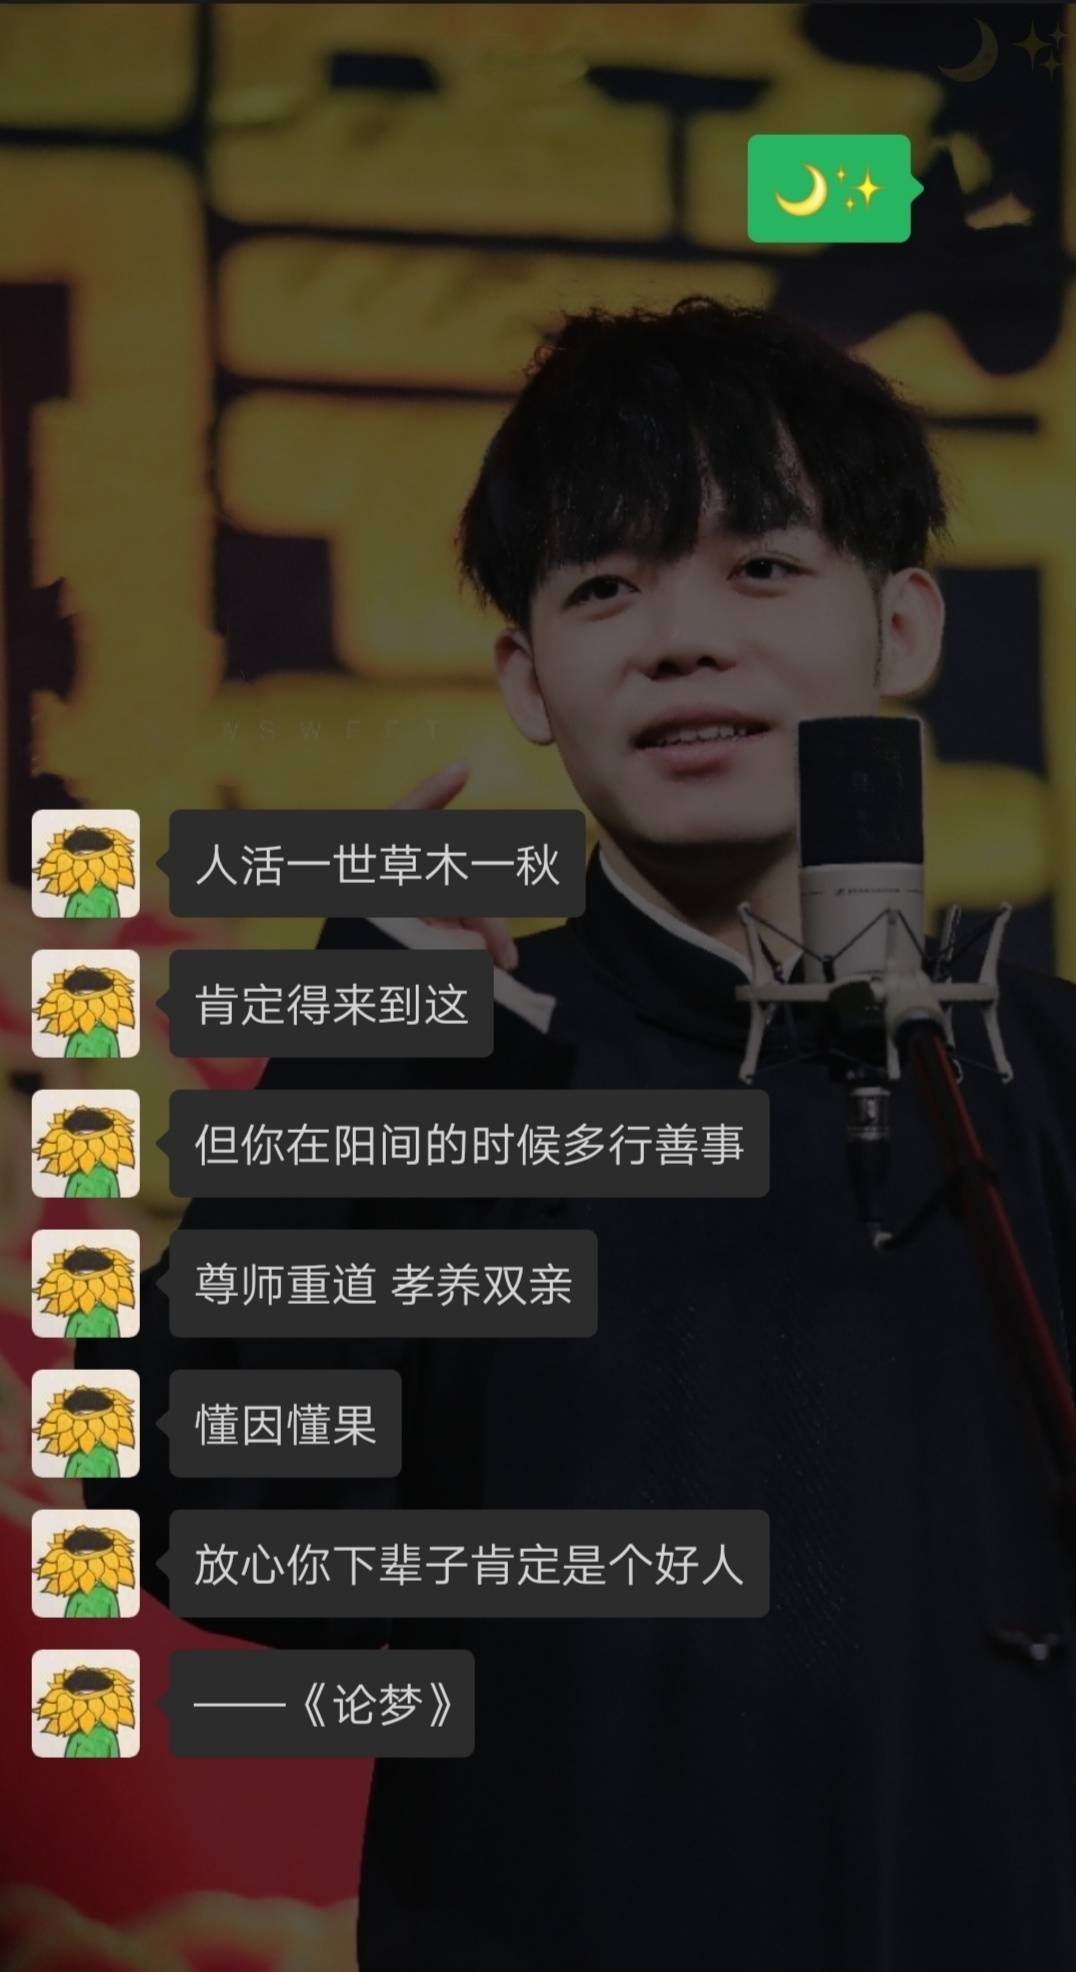 🌙✨
人活一世草木一秋
肯定得来到这
但你在阳间的时候多行善事
尊师重道 孝养双亲
懂因懂果
放心你下辈子肯定是个好人
——《论梦》